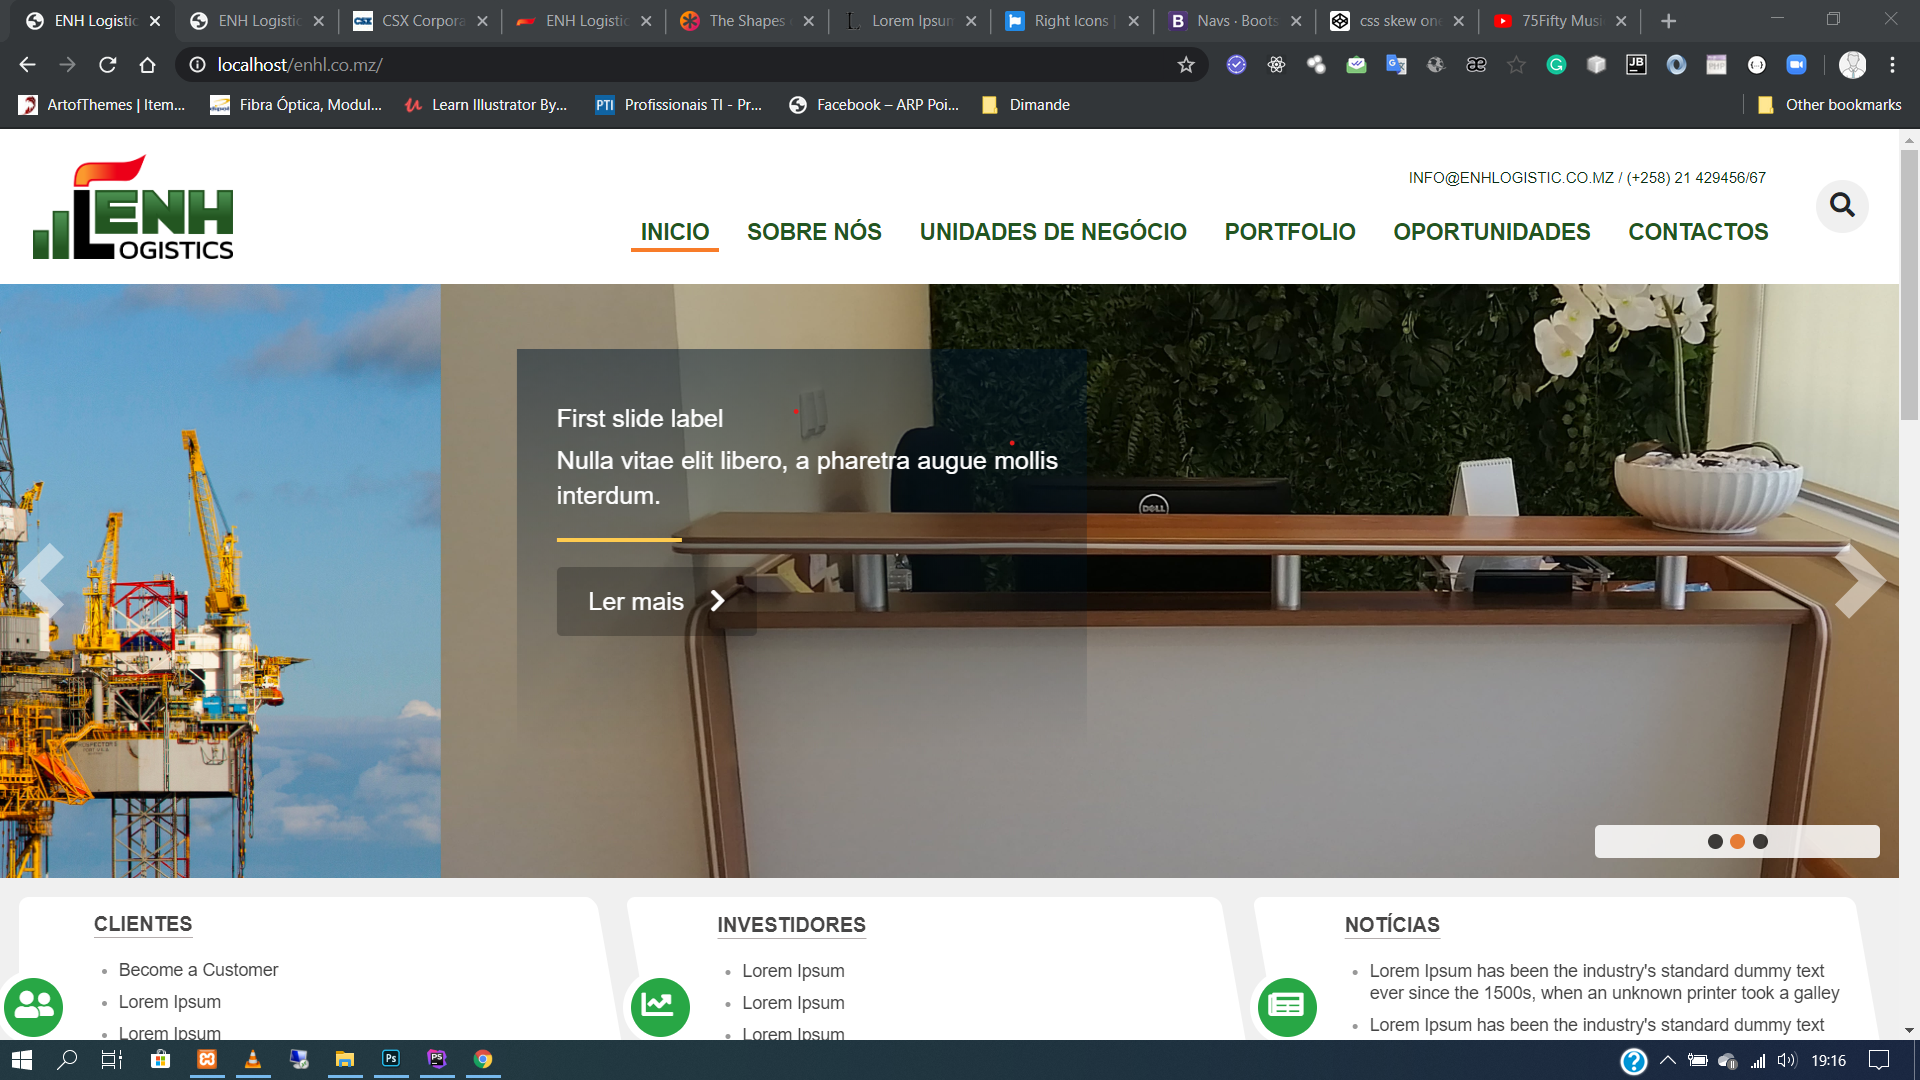 ENH Logistic
ENH Logistic
CSX Corpora
ENH Logistic
The Shapes
Lorem Ipsum
Right Icons
Navs · Boots
css skew one
75Fifty Musi
localhost/enhl.co.mz/
ArtofThemes | Item...
Fibra Óptica, Modul...
Learn Illustrator By...
PTI Profissionais TI - Pr...
Facebook – ARP Poi...
Dimande
Other bookmarks
ENH
LOGISTICS
INFO@ENHLOGISTIC.CO.MZ / (+258) 21 429456/67
INICIO
SOBRE NÓS
UNIDADES DE NEGÓCIO
PORTFOLIO
OPORTUNIDADES
CONTACTOS
First slide label
Nulla vitae elit libero, a pharetra augue mollis
interdum.
Ler mais
DELL
CLIENTES
Become a Customer
Lorem Ipsum
Lorem Ipsum
INVESTIDORES
Lorem Ipsum
Lorem Ipsum
Lorem Ipsum
NOTÍCIAS
Lorem Ipsum has been the industry's standard dummy text
ever since the 1500s, when an unknown printer took a galley
Lorem Ipsum has been the industry's standard dummy text
19:16